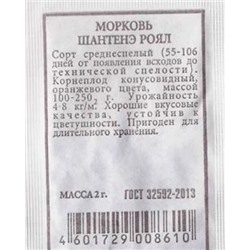 МОРКОВЬ
ШАНТЕНЭ РОЯЛ
Сорт среднеспелый (55-106
дней от появления всходов до
технической спелости).
Корнеплод конусовидный,
оранжевого цвета, массой
100-250 г. Урожайность
4-8 кг/м². Хорошие вкусовые
качества, устойчив к
цветушности. Пригоден для
длительного хранения.
МАССА 2 г. ГОСТ 32592-2013
4 601729 008610